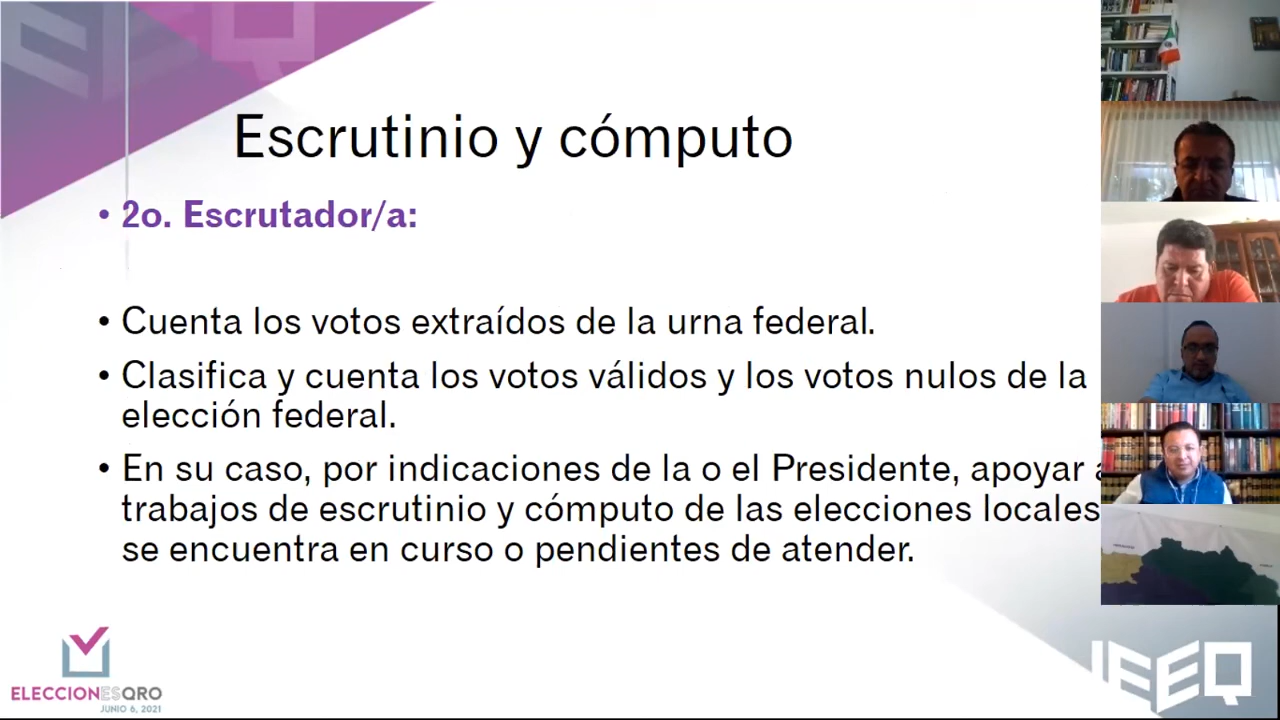 Escrutinio y cómputo
• 2o. Escrutador/a:
• Cuenta los votos extraídos de la urna federal.
• Clasifica y cuenta los votos válidos y los votos nulos de la
elección federal.
• En su caso, por indicaciones de la o el Presidente, apoyar
trabajos de escrutinio y cómputo de las elecciones locales
se encuentra en curso o pendientes de atender.
ELECCIONESQRO
JUNIO 6, 2021
IEEQ